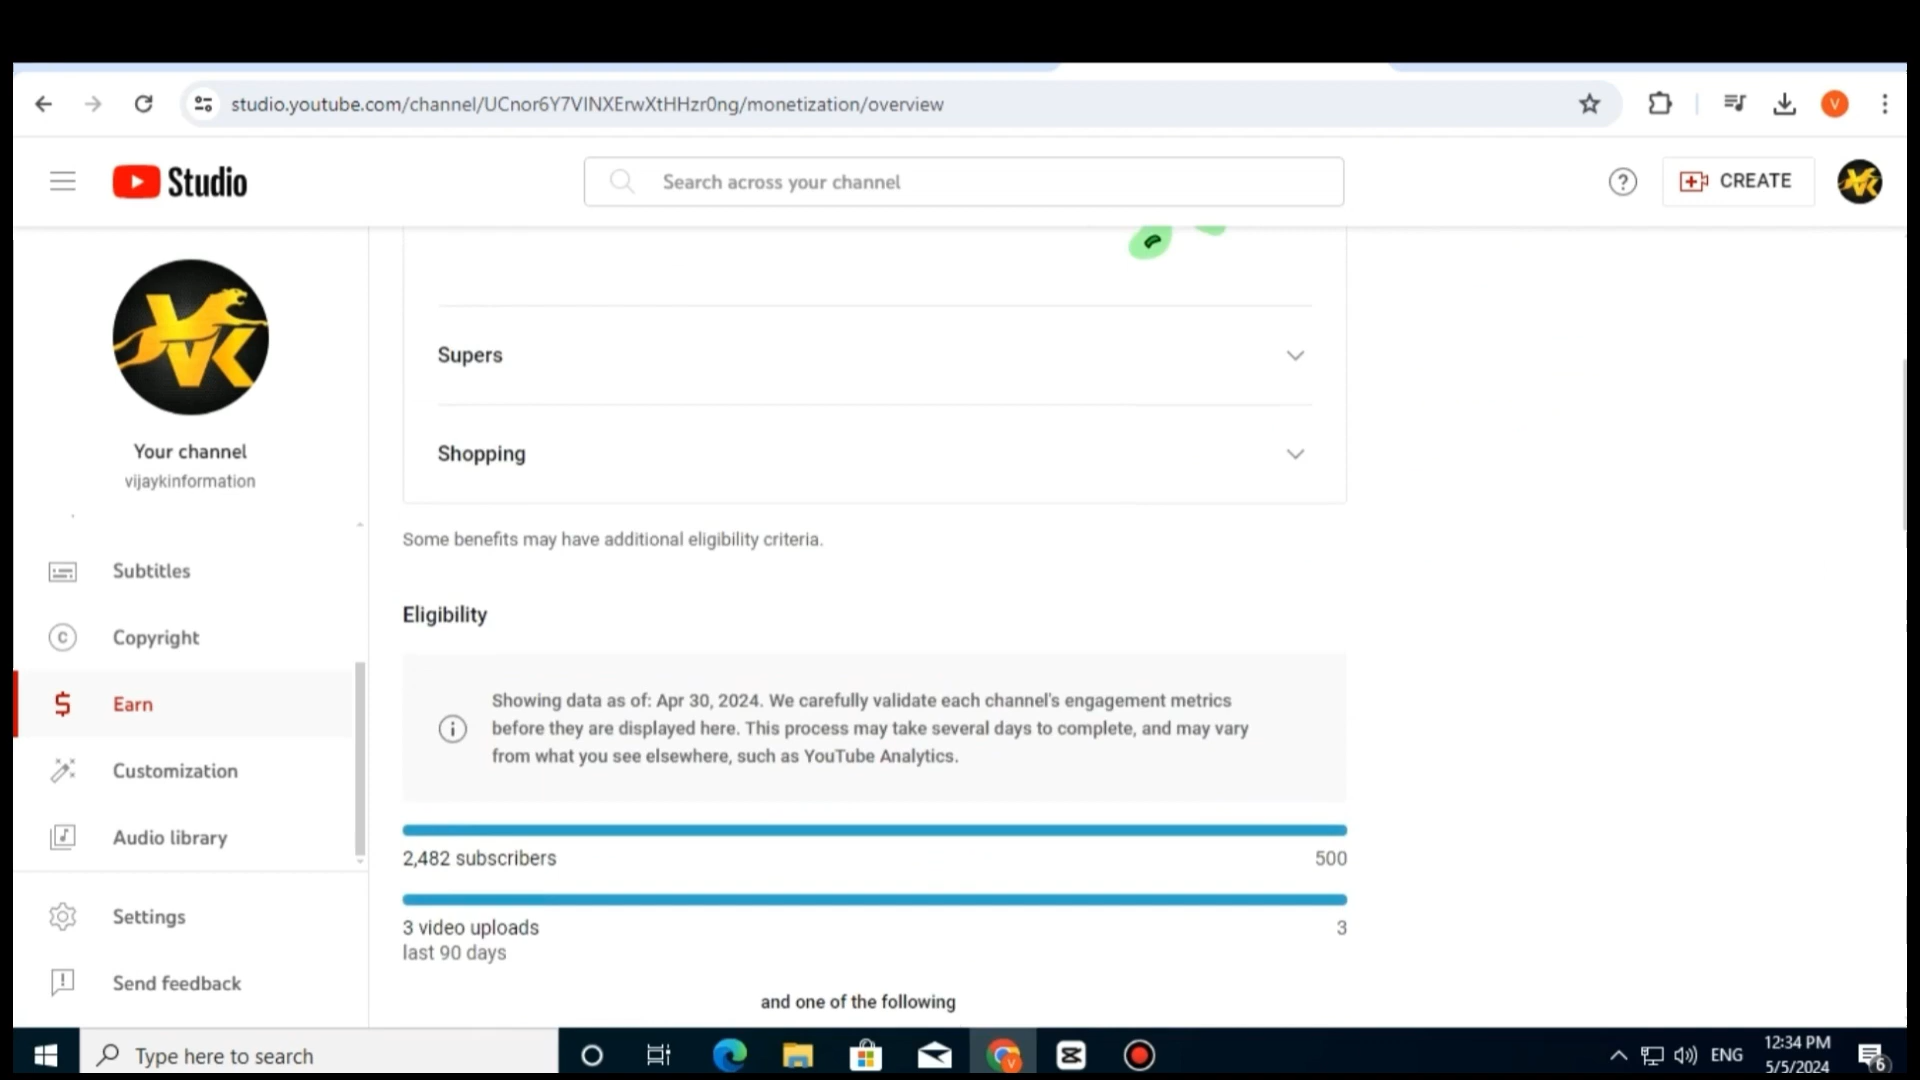 studio.youtube.com/channel/UCnor6Y7VINXErwXtHHzr0ng/monetization/overview
V
Studio
Search across your channel
?
CREATE
VK
VK
Your channel
vijaykinformation
Supers
Shopping
Some benefits may have additional eligibility criteria.
Subtitles
Copyright
Earn
Customization
Audio library
Settings
Send feedback
Eligibility
Showing data as of: Apr 30, 2024. We carefully validate each channel's engagement metrics
before they are displayed here. This process may take several days to complete, and may vary
from what you see elsewhere, such as YouTube Analytics.
2,482 subscribers
500
3 video uploads
3
last 90 days
and one of the following
Type here to search
V
ENG
12:34 PM
5/5/2024
6